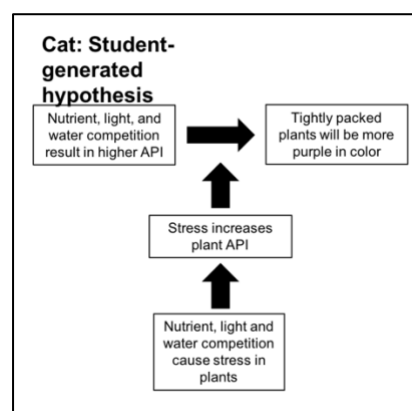 Cat: Student-
generated
hypothesis
Nutrient, light, and
water competition
result in higher API
Tightly packed
plants will be more
purple in color
Stress increases
plant API
Nutrient, light and
water competition
cause stress in
plants